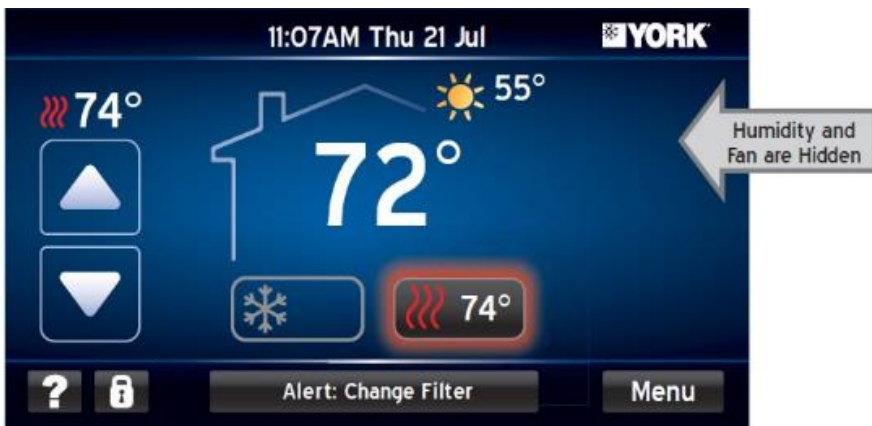 11:07AM Thu 21 Jul
YORK
74°
55°
72°
74°
Humidity and
Fan are Hidden
?
Alert: Change Filter
Menu